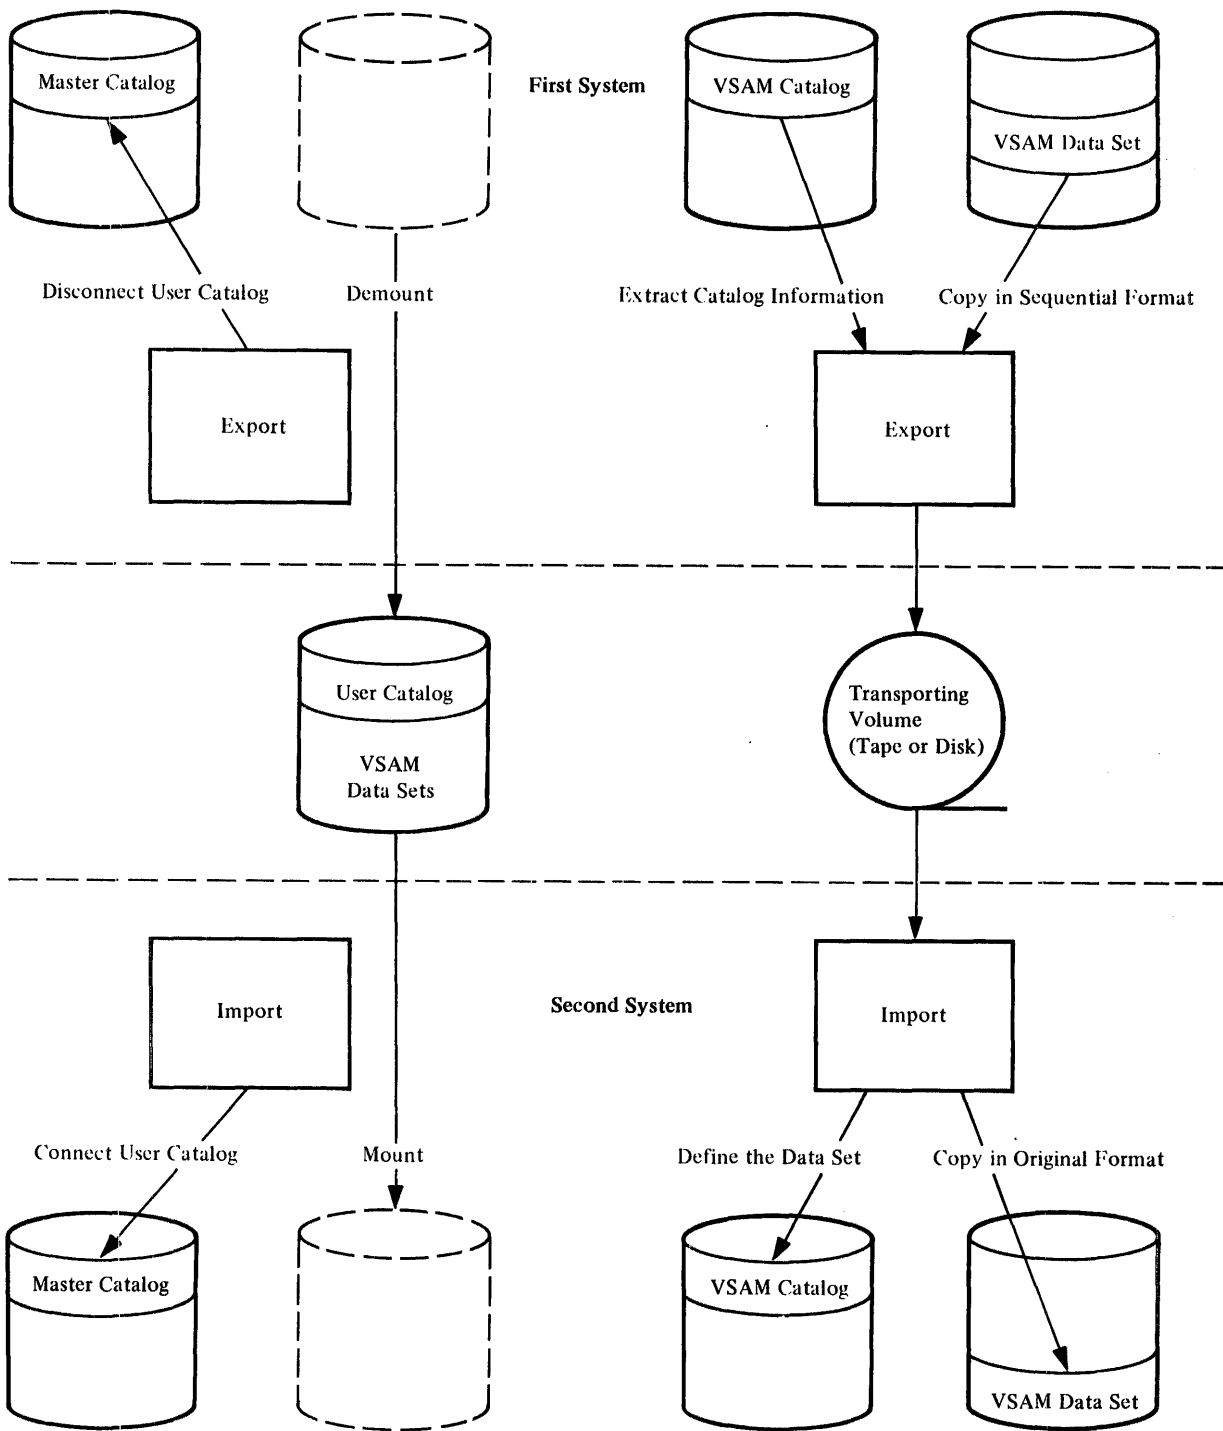 Master Catalog
First System
VSAM Catalog
VSAM Data Set
Disconnect User Catalog
Demount
Extract Catalog Information
Copy in Sequential Format
Export
Export
User Catalog
VSAM
Data Sets
Transporting
Volume
(Tape or Disk)
Import
Second System
Import
Connect User Catalog
Mount
Define the Data Set
Copy in Original Format
Master Catalog
VSAM Catalog
VSAM Data Set